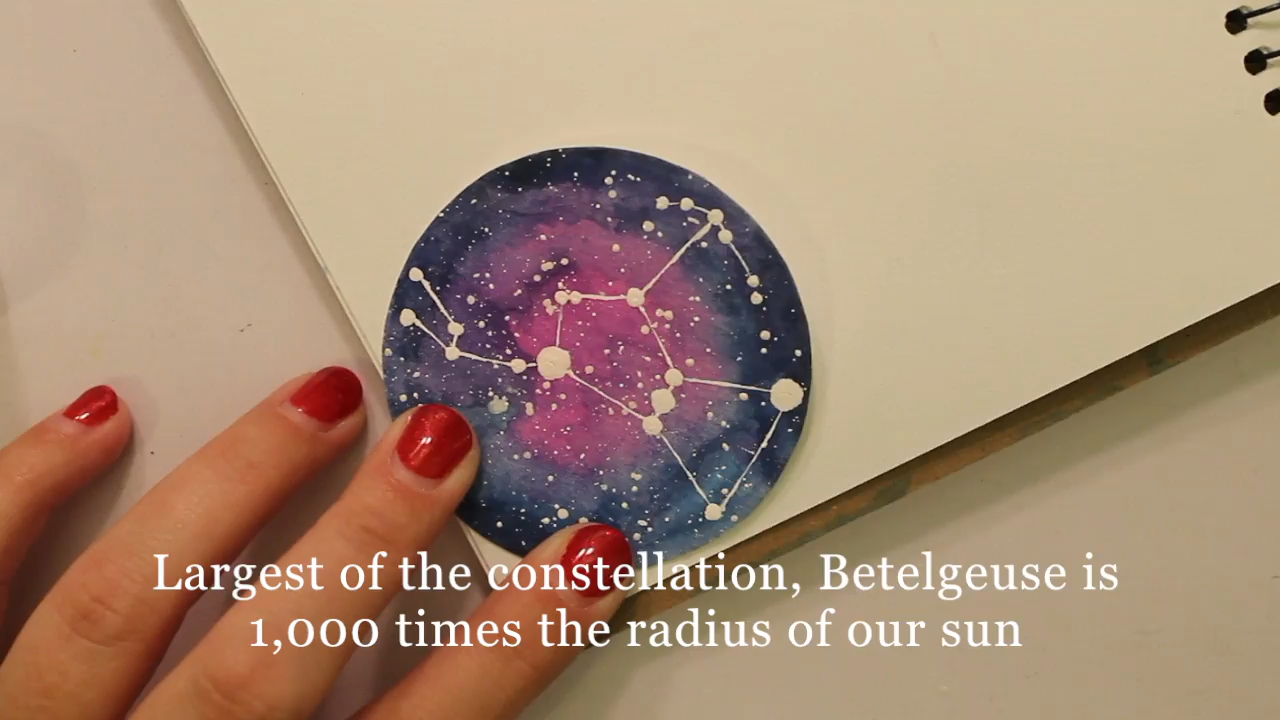 Largest of the constellation, Betelgeuse is
1,000 times the radius of our sun